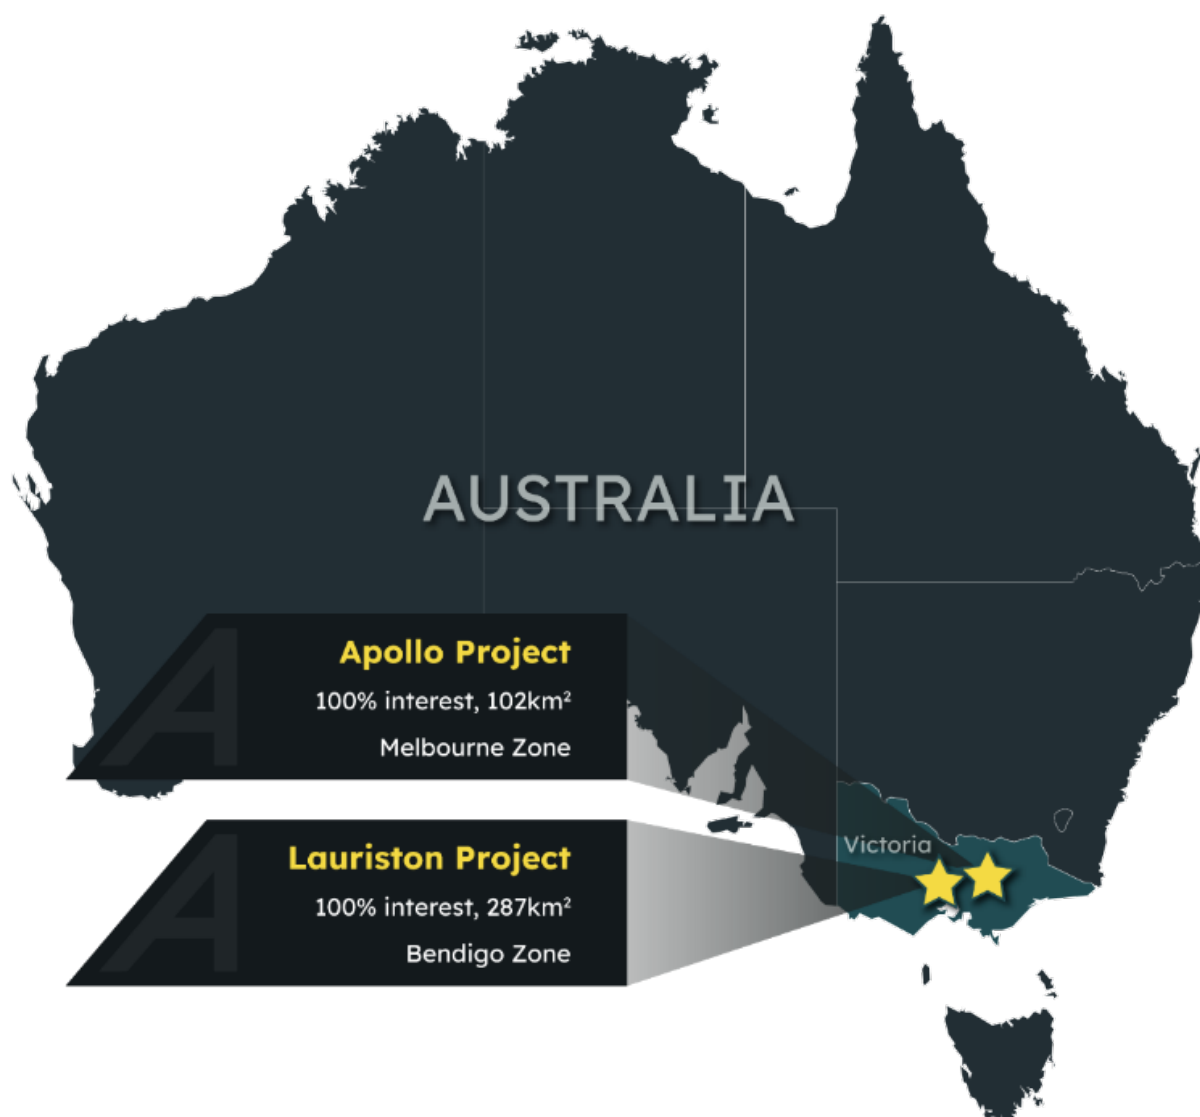 AUSTRALIA
Apollo Project
100% interest, 102km²
Melbourne Zone
Victoria
Lauriston Project
100% interest, 287km²
Bendigo Zone